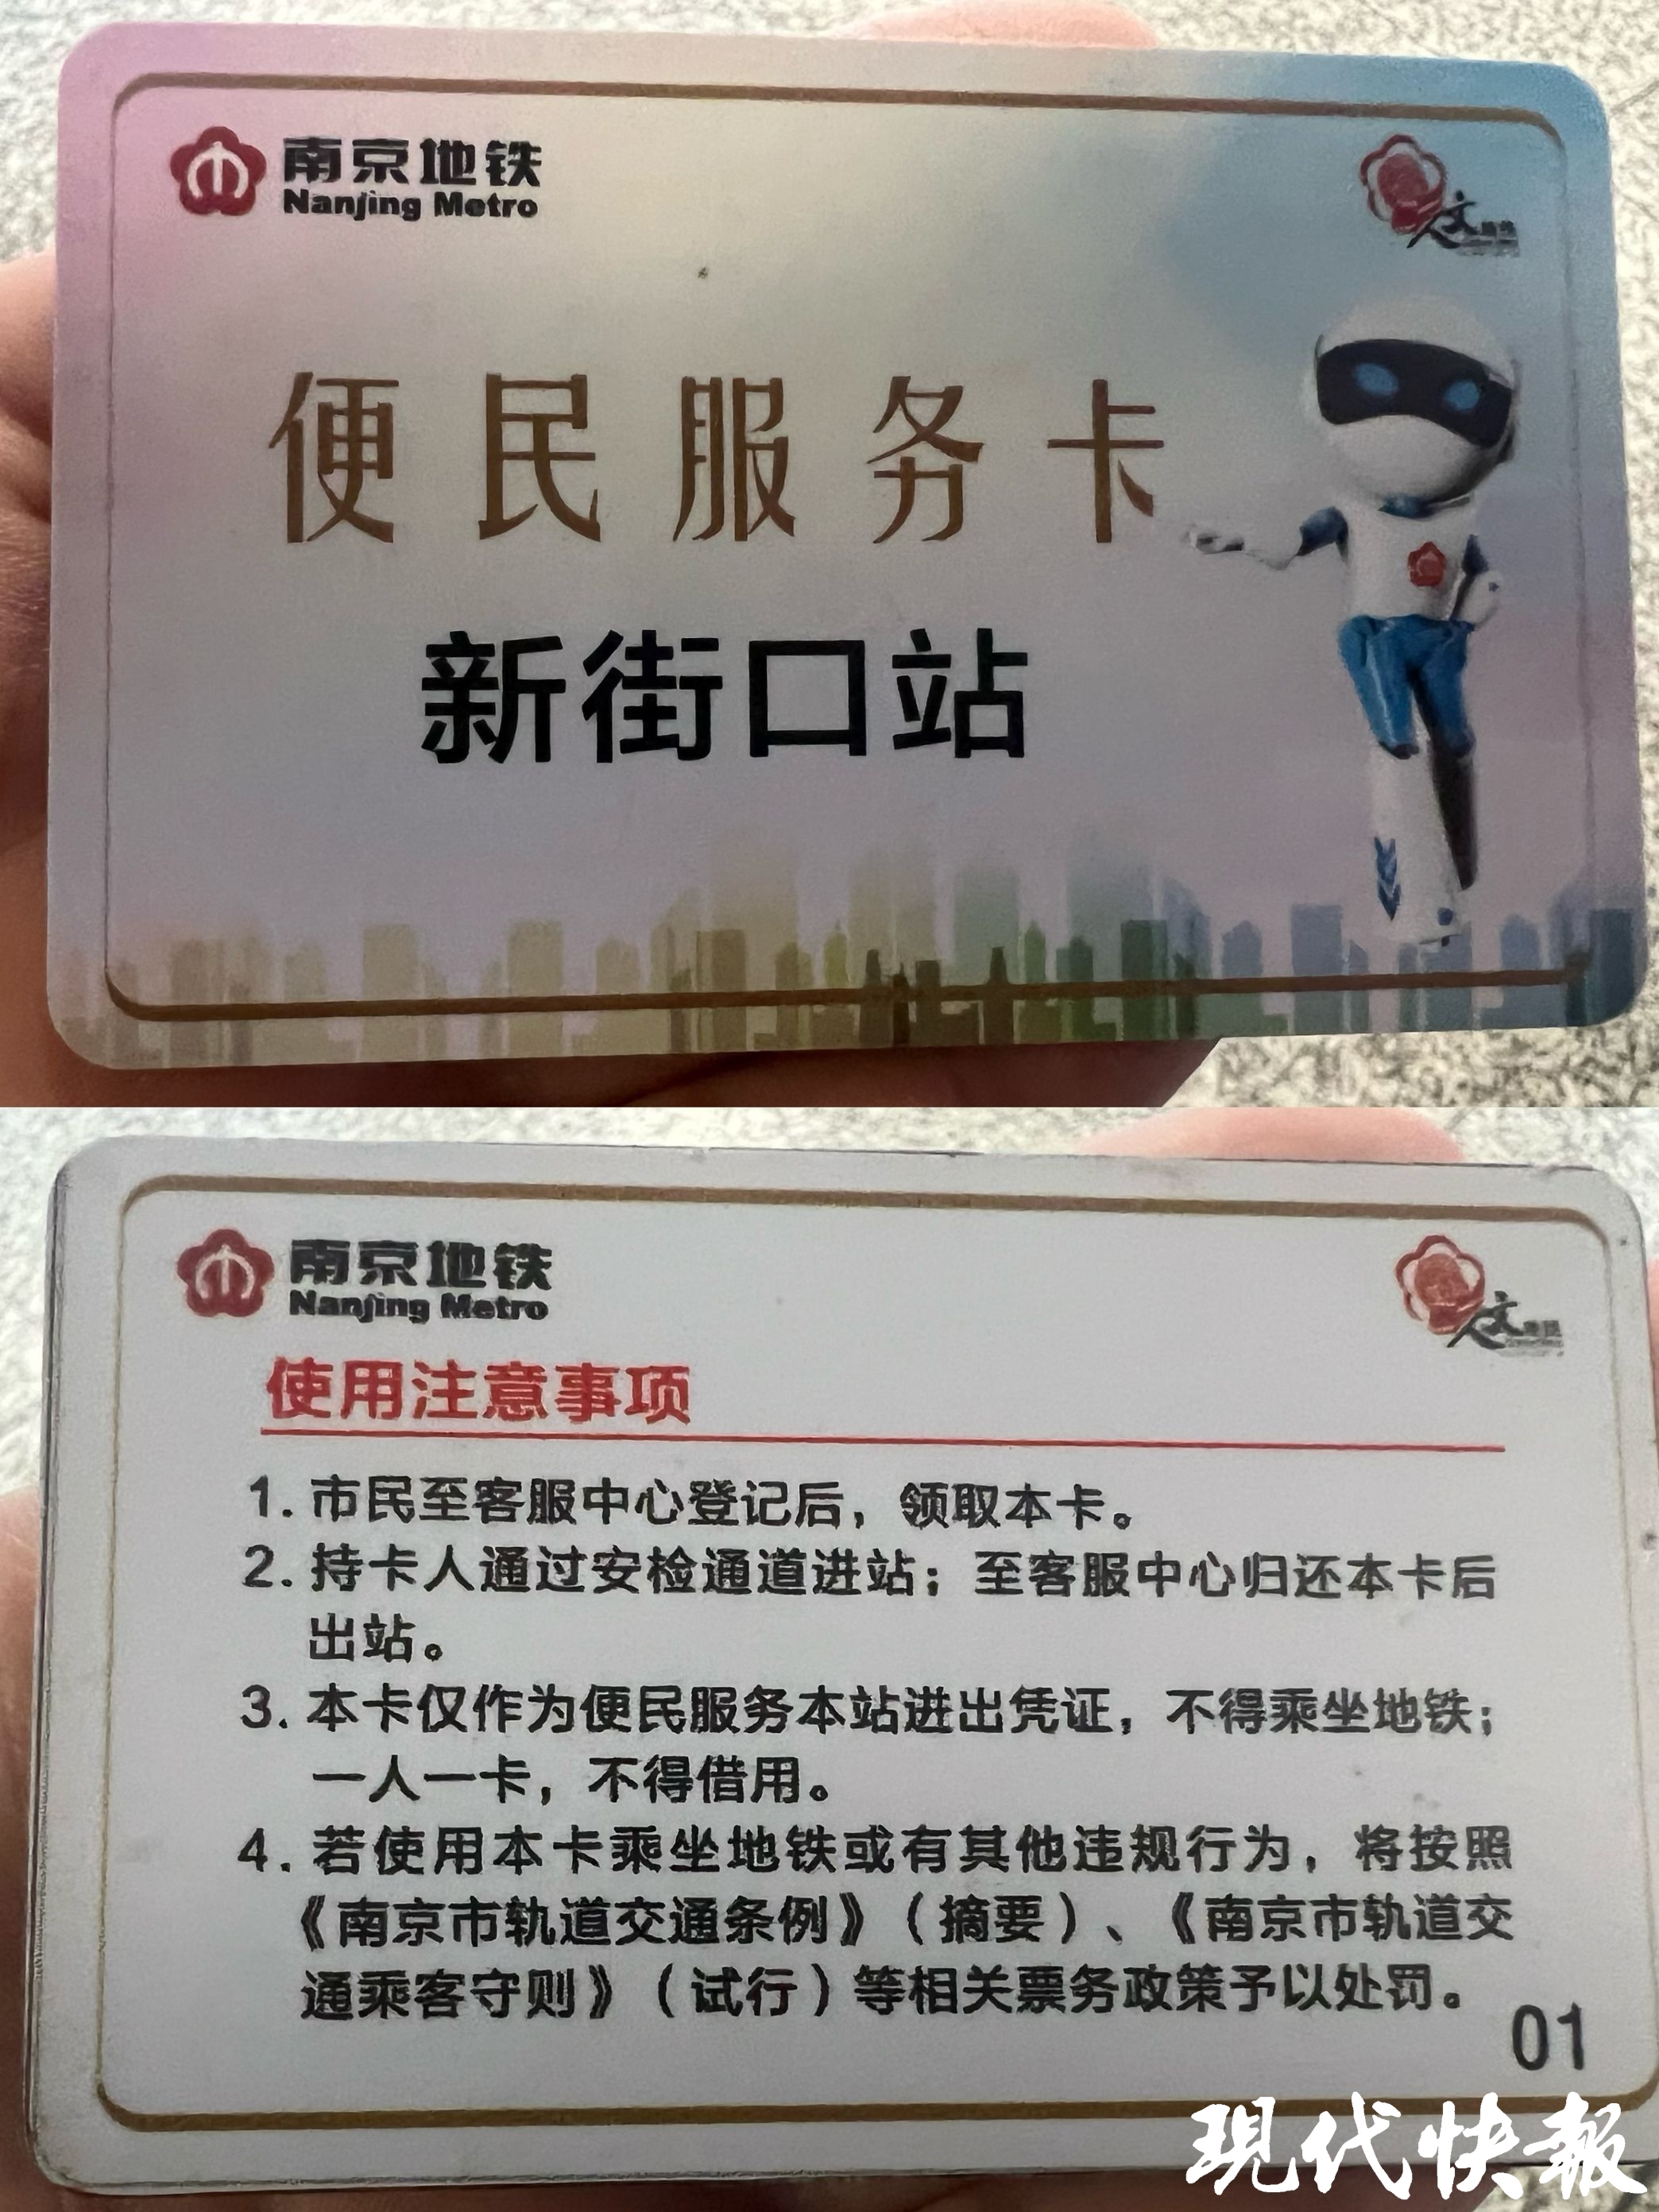 南京地铁
Nanjing Metro
人文
便民服务卡
新街口站
南京地铁
Nanjing Metro
人文
使用注意事项
1. 市民至客服中心登记后，领取本卡。
2. 持卡人通过安检通道进站；至客服中心归还本卡后
出站。
3. 本卡仅作为便民服务本站进出凭证，不得乘坐地铁；
一人一卡，不得借用。
4. 若使用本卡乘坐地铁或有其他违规行为，将按照
《南京市轨道交通条例》（摘要）、《南京市轨道交
通乘客守则》（试行）等相关票务政策予以处罚。
01
现代快報